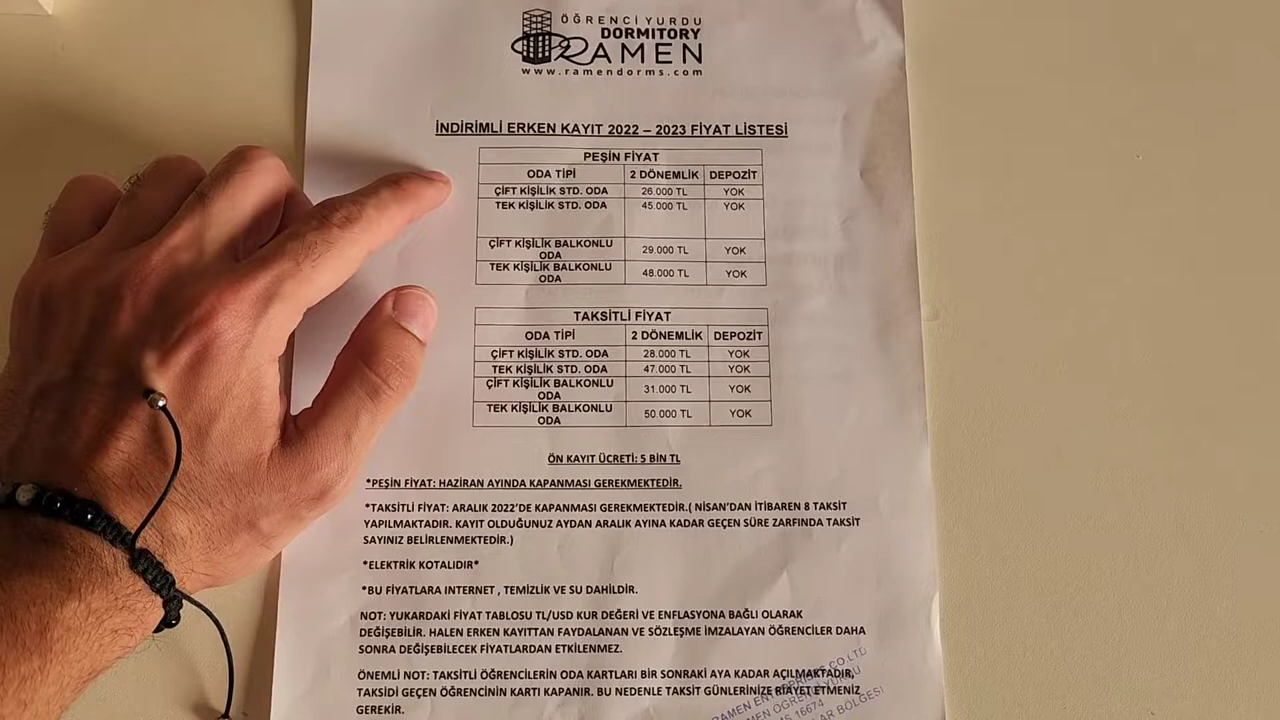 ÖĞRENCİ YURDU
DORMITORY
RAMEN
www.ramendorms.com
İNDİRİMLİ ERKEN KAYIT 2022 – 2023 FİYAT LİSTESİ
PEŞİN FİYAT
ODA TİPİ 2 DÖNEMLİK DEPOZİT
ÇİFT KİŞİLİK STD. ODA 26.000 TL YOK
TEK KİŞİLİK STD. ODA 45.000 TL YOK
ÇİFT KİŞİLİK BALKONLU
ODA 29.000 TL YOK
TEK KİŞİLİK BALKONLU
ODA 48.000 TL YOK
TAKSİTLİ FİYAT
ODA TİPİ 2 DÖNEMLİK DEPOZİT
ÇİFT KİŞİLİK STD. ODA 28.000 TL YOK
TEK KİŞİLİK STD. ODA 47.000 TL YOK
ÇİFT KİŞİLİK BALKONLU
ODA 31.000 TL YOK
TEK KİŞİLİK BALKONLU
ODA 50.000 TL YOK
ÖN KAYIT ÜCRETİ: 5 BİN TL
*PEŞİN FİYAT: HAZİRAN AYINDA KAPANMASI GEREKMEKTEDİR.
*TAKSİTLİ FİYAT: ARALIK 2022'DE KAPANMASI GEREKMEKTEDİR.( NİSAN'DAN İTİBAREN 8 TAKSİT
YAPILMAKTADIR. KAYIT OLDUĞUNUZ AYDAN ARALIK AYINA KADAR GEÇEN SÜRE ZARFINDA TAKSİT
SAYINIZ BELİRLENMEKTEDİR.)
*ELEKTRİK KOTALIDIR*
*BU FİYATLARA INTERNET , TEMİZLİK VE SU DAHİLDİR.
NOT: YUKARDAKİ FİYAT TABLOSU TL/USD KUR DEĞERİ VE ENFLASYONA BAĞLI OLARAK
DEĞİŞEBİLİR. HALEN ERKEN KAYITTAN FAYDALANAN VE SÖZLEŞME İMZALAYAN ÖĞRENCİLER DAHA
SONRA DEĞİŞEBİLECEK FİYATLARDAN ETKİLENMEZ.
ÖNEMLİ NOT: TAKSİTLİ ÖĞRENCİLERİN ODA KARTLARI BİR SONRAKİ AYA KADAR AÇILMAKTADIR,
TAKSİDİ GEÇEN ÖĞRENCİNİN KARTI KAPANIR. BU NEDENLE TAKSİT GÜNLERİNİZE RİAYET ETMENİZ
GEREKİR.
RAMEN ENTERPRISES CO.LTD
RAMEN ÖĞRENCİ YURDU
16674
BÖLGESİ